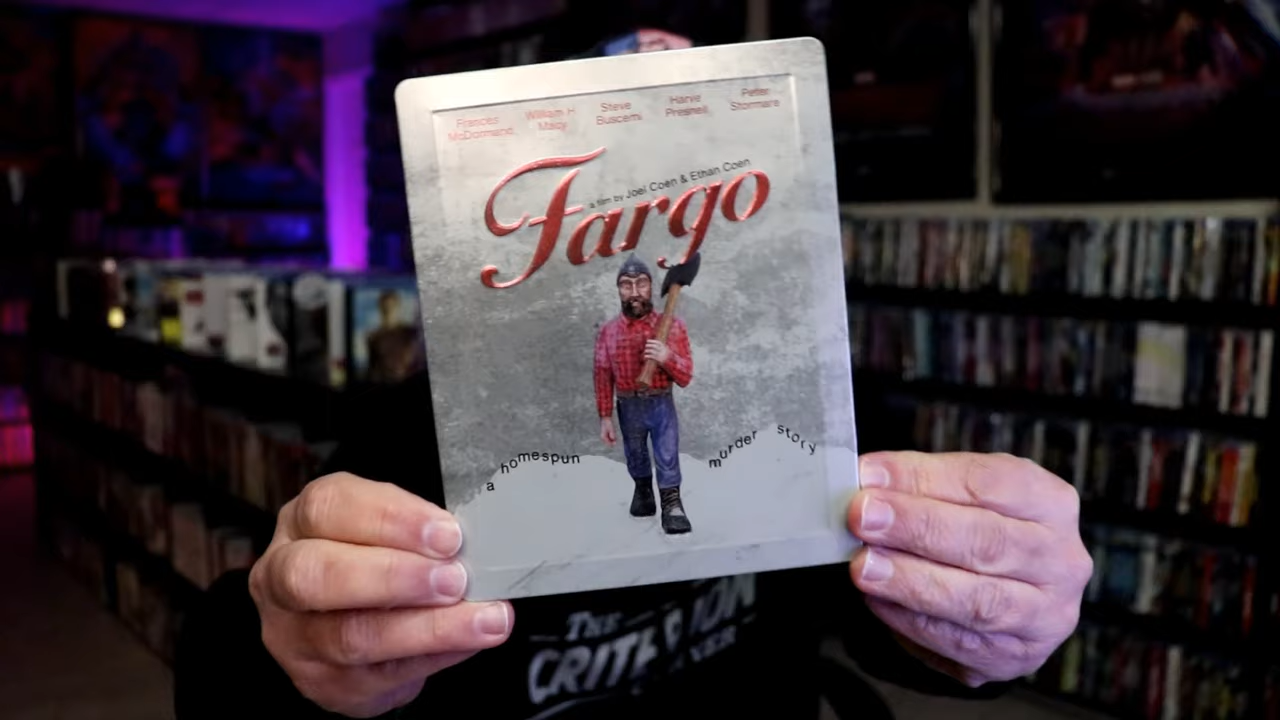 Frances
McDormand
William H
Macy
Steve
Buscemi
Harve
Presnell
Peter
Stormare
a film by Joel Coen & Ethan Coen
Fargo
a homespun
murder story
THE